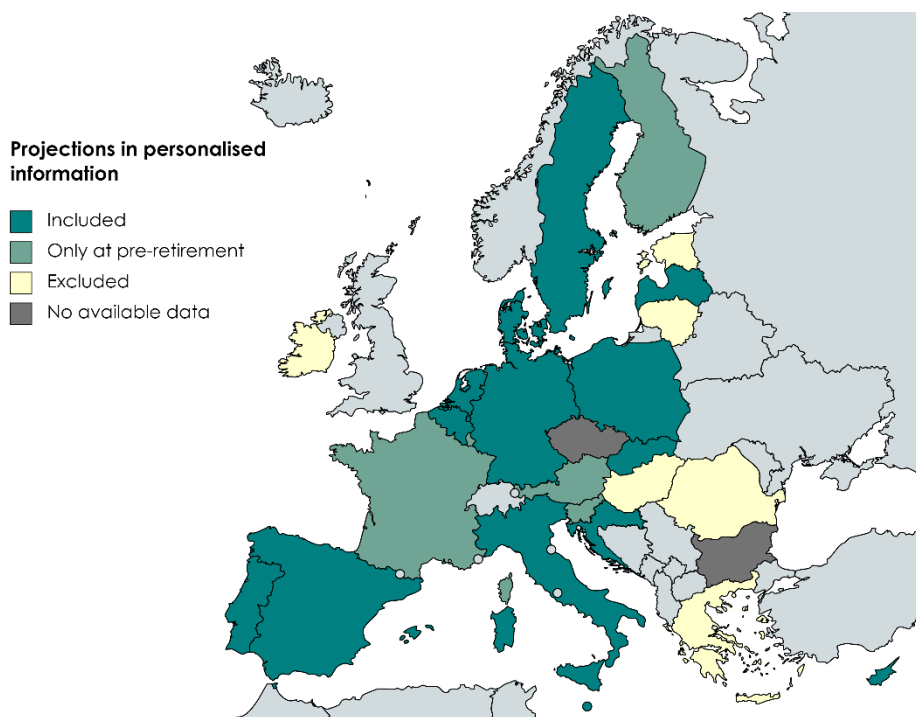 Projections in personalised
information
Included
Only at pre-retirement
Excluded
No available data